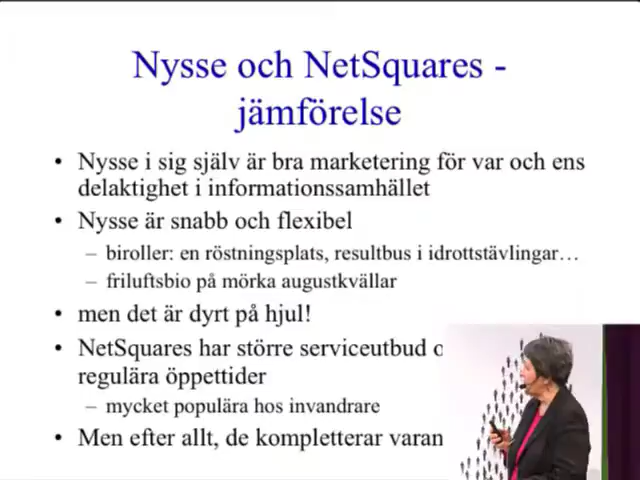 Nysse och NetSquares -
jämförelse
• Nysse i sig själv är bra marketering för var och ens
delaktighet i informationssamhället
• Nysse är snabb och flexibel
– biroller: en röstningsplats, resultbus i idrottstävlingar…
– friluftsbio på mörka augustkvällar
• men det är dyrt på hjul!
• NetSquares har större serviceutbud
regulära öppettider
– mycket populära hos invandrare
• Men efter allt, de kompletterar